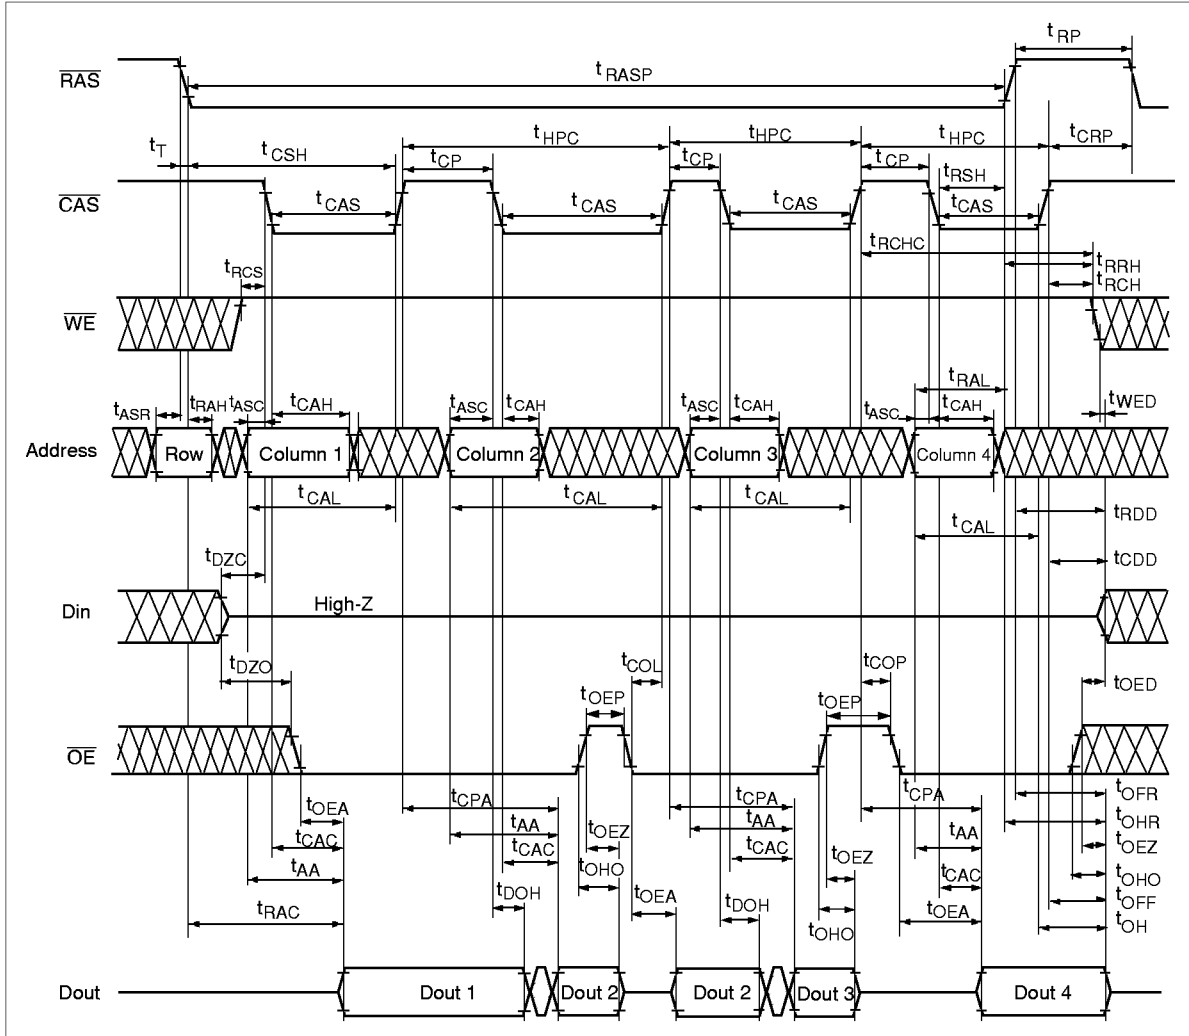 tRP
RAS
tRASP
tT
tCSH
tHPC
tHPC
tHPC
tCRP
tCP
tCP
tCP
tRSH
CAS
tCAS
tCAS
tCAS
tCAS
tRCHC
tRCS
tRRH
tRCH
WE
tRAL
tASR
tRAH
tASC
tCAH
tASC
tCAH
tASC
tCAH
tASC
tCAH
tWED
Address
Row
Column 1
Column 2
Column 3
Column 4
tCAL
tCAL
tCAL
tCAL
tRDD
tDZC
tCDD
Din
High-Z
tDZO
tCOL
tCOP
tOEP
tOEP
tOED
OE
tOEA
tCPA
tCPA
tCPA
tOFR
tCAC
tAA
tOEZ
tAA
tAA
tOHR
tAA
tCAC
tOHO
tCAC
tOEZ
tCAC
tOEZ
tRAC
tDOH
tOEA
tDOH
tOHO
tOEA
tOHO
tOFF
tOH
Dout
Dout 1
Dout 2
Dout 2
Dout 3
Dout 4